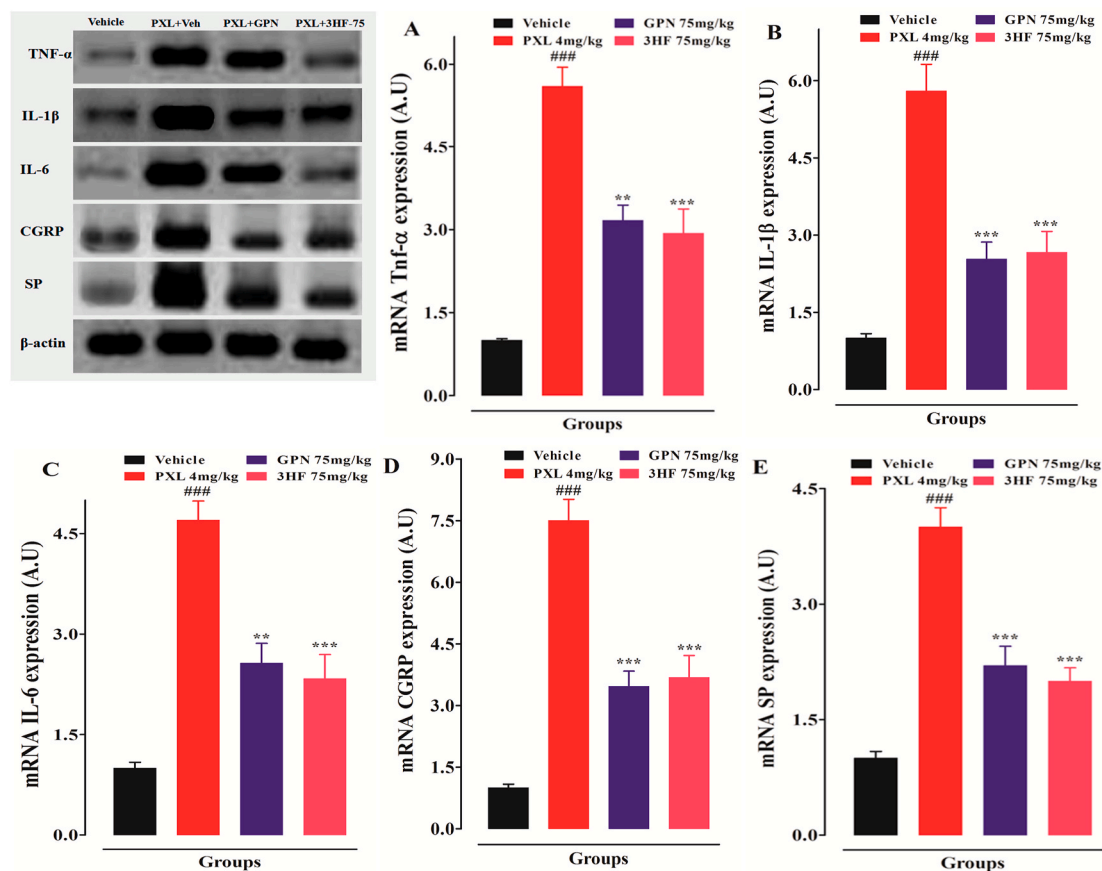 Vehicle PXL+Veh PXL+GPN PXL+3HF-75
TNF-α
IL-1β
IL-6
CGRP
SP
β-actin
A
Vehicle GPN 75mg/kg
PXL 4mg/kg 3HF 75mg/kg
###
** ***
mRNA Tnf-α expression (A.U)
6.0
4.5
3.0
1.5
0.0
Groups
B
Vehicle GPN 75mg/kg
PXL 4mg/kg 3HF 75mg/kg
###
*** ***
mRNA IL-1β expression (A.U)
6.0
4.5
3.0
1.5
0.0
Groups
C
Vehicle GPN 75mg/kg
PXL 4mg/kg 3HF 75mg/kg
###
** ***
mRNA IL-6 expression (A.U)
4.5
3.0
1.5
0.0
Groups
D
Vehicle GPN 75mg/kg
PXL 4mg/kg 3HF 75mg/kg
###
*** ***
mRNA CGRP expression (A.U)
9.0
7.5
6.0
4.5
3.0
1.5
0.0
Groups
E
Vehicle GPN 75mg/kg
PXL 4mg/kg 3HF 75mg/kg
###
*** ***
mRNA SP expression (A.U)
4.5
3.0
1.5
0.0
Groups